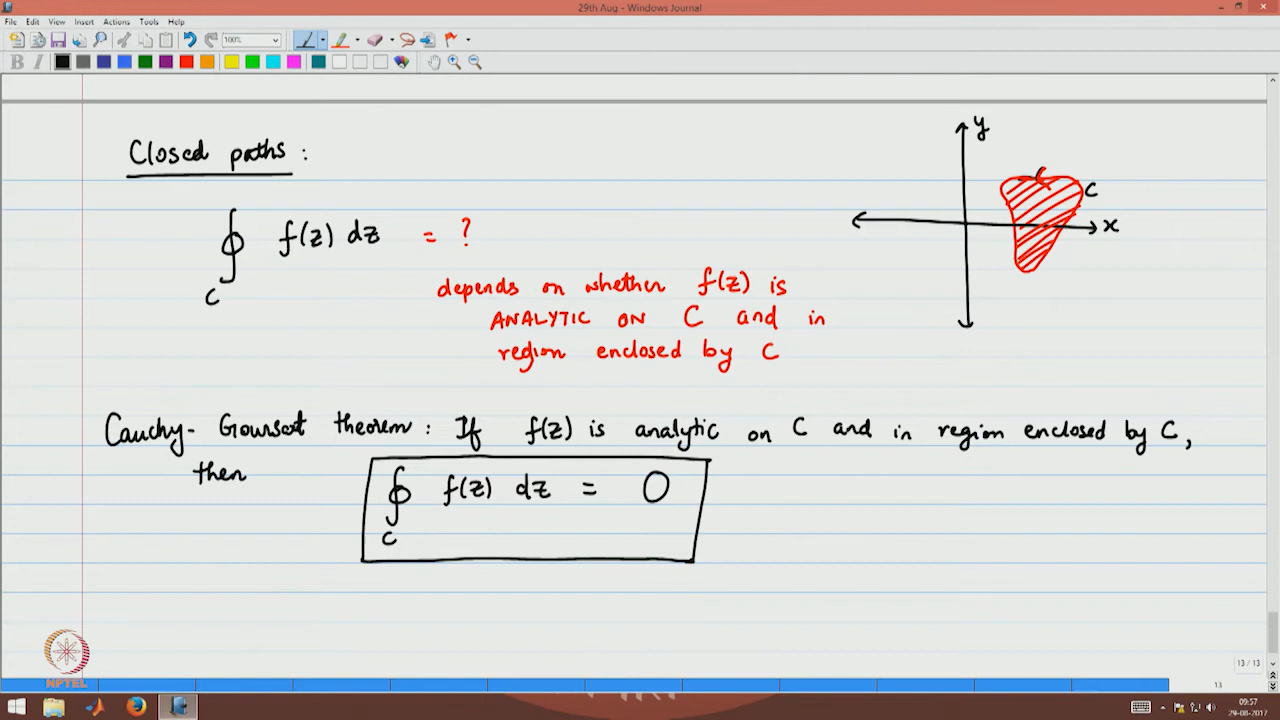 29th Aug - Windows Journal
File Edit View Insert Actions Tools Help
100%
B I
Closed paths :
y
C
x
∮ f(z) dz = ?
C
depends on whether f(z) is
ANALYTIC ON C and in
region enclosed by C
Cauchy- Goursat theorem : If f(z) is analytic on C and in region enclosed by C,
then
∮ f(z) dz = 0
C
NPTEL
13 / 13
13
09:57
29-08-2017